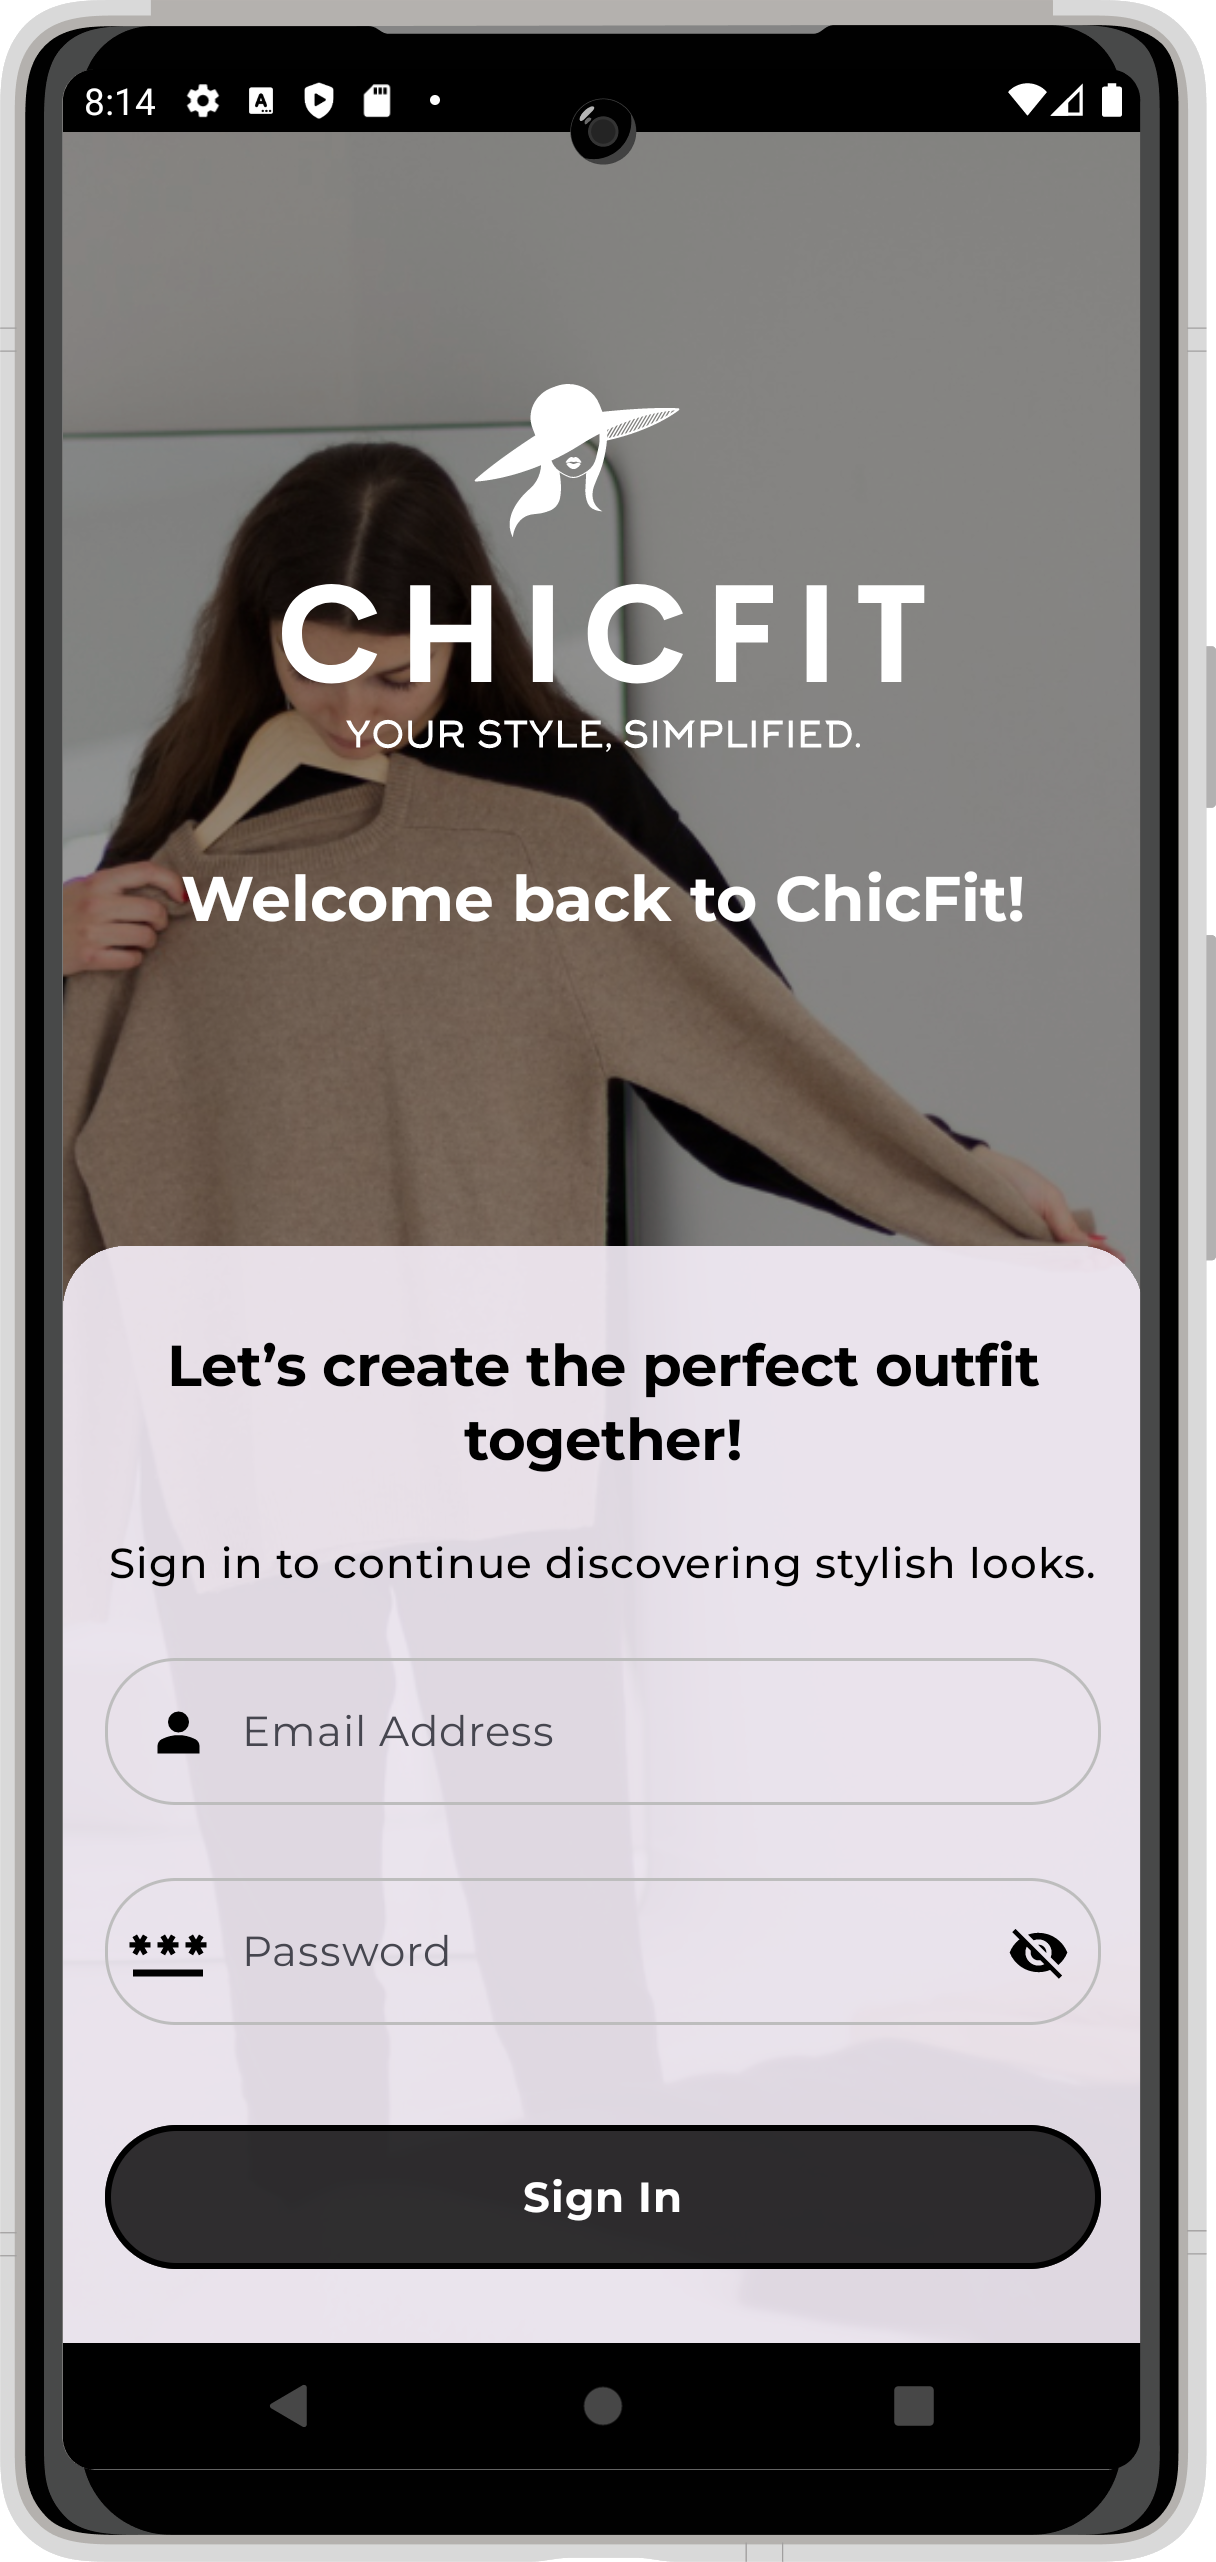 8:14
CHICFIT
YOUR STYLE, SIMPLIFIED.
Welcome back to ChicFit!
Let’s create the perfect outfit
together!
Sign in to continue discovering stylish looks.
Email Address
*** Password
Sign In